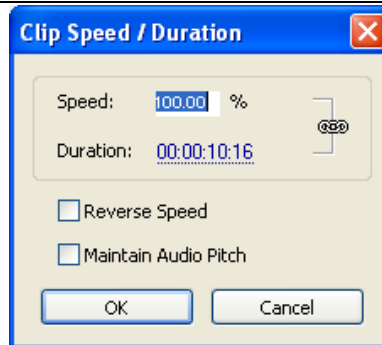 Clip Speed / Duration
Speed: 100.00 %
Duration: 00:00:10:16
Reverse Speed
Maintain Audio Pitch
OK Cancel